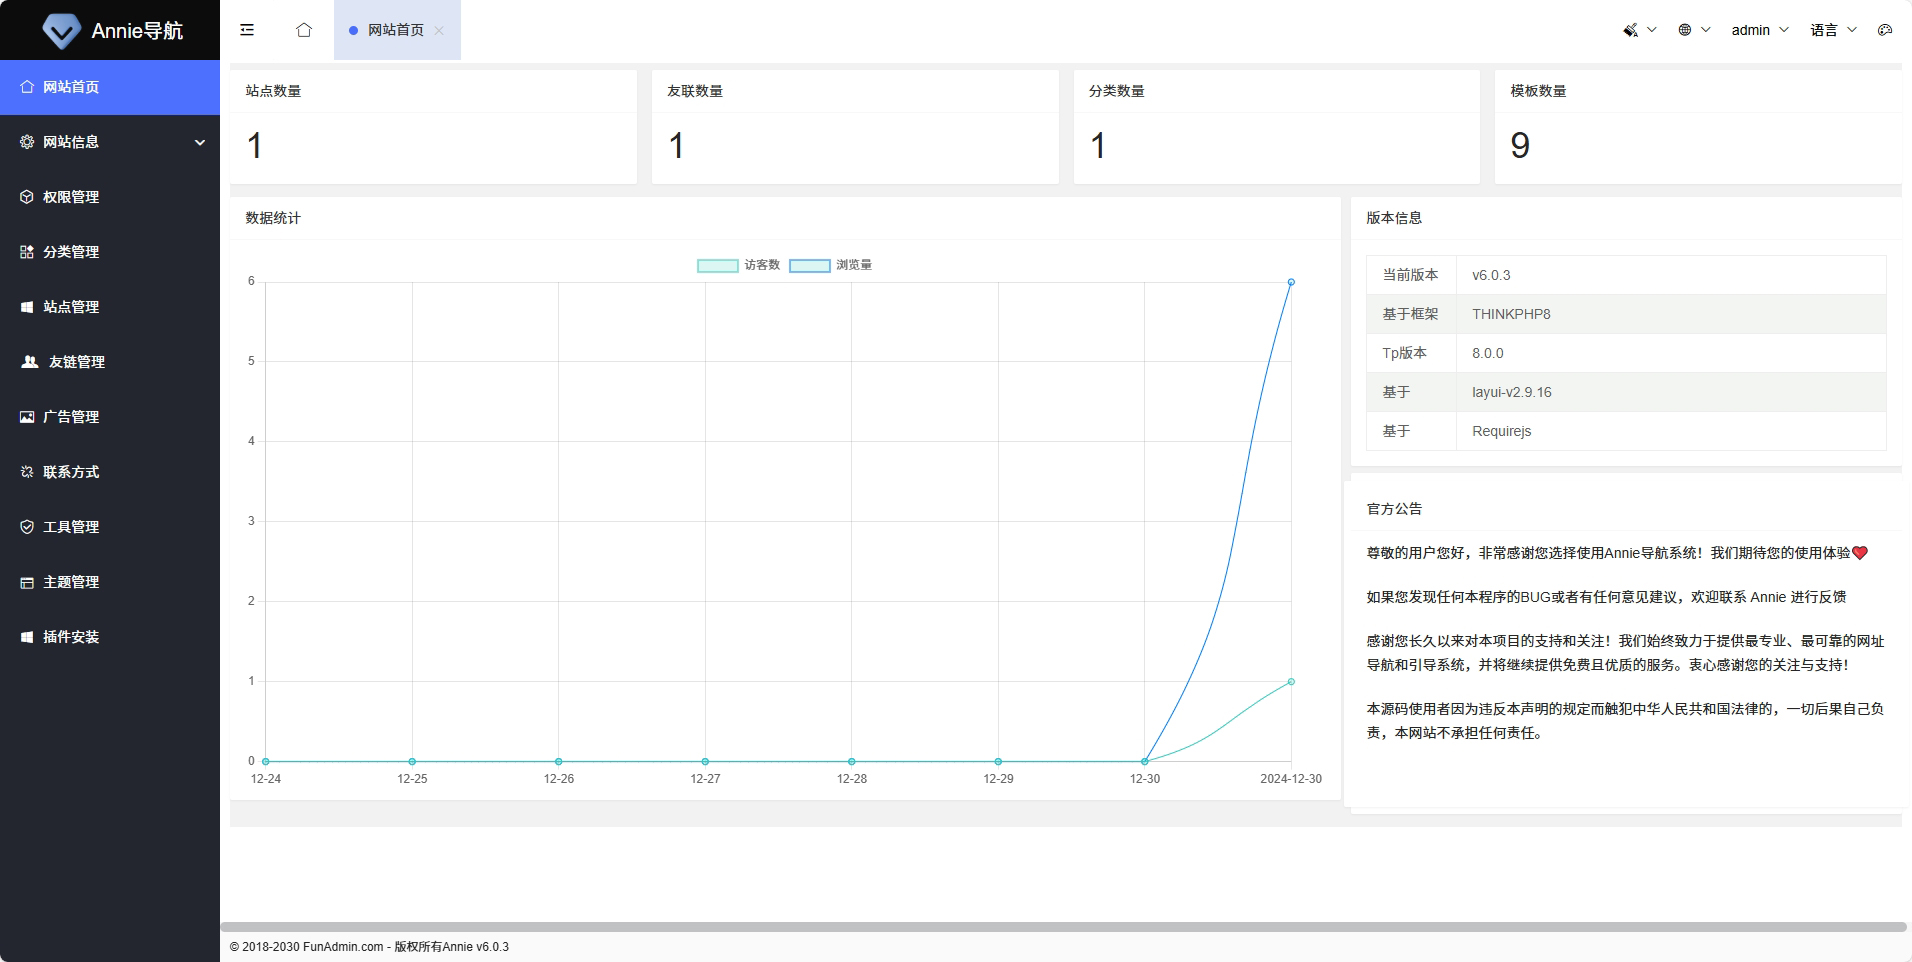 Annie导航
网站首页
网站信息
权限管理
分类管理
站点管理
友链管理
广告管理
联系方式
工具管理
主题管理
插件安装
网站首页
admin
语言
站点数量
1
友联数量
1
分类数量
1
模板数量
9
数据统计
访客数 浏览量
6
5
4
3
2
1
0
12-24 12-25 12-26 12-27 12-28 12-29 12-30 2024-12-30
版本信息
当前版本 v6.0.3
基于框架 THINKPHP8
Tp版本 8.0.0
基于 layui-v2.9.16
基于 Requirejs
官方公告
尊敬的用户您好，非常感谢您选择使用Annie导航系统！我们期待您的使用体验❤️
如果您发现任何本程序的BUG或者有任何意见建议，欢迎联系 Annie 进行反馈
感谢您长久以来对本项目的支持和关注！我们始终致力于提供最专业、最可靠的网址
导航和引导系统，并将继续提供免费且优质的服务。衷心感谢您的关注与支持！
本源码使用者因为违反本声明的规定而触犯中华人民共和国法律的，一切后果自己负
责，本网站不承担任何责任。
© 2018-2030 FunAdmin.com - 版权所有Annie v6.0.3